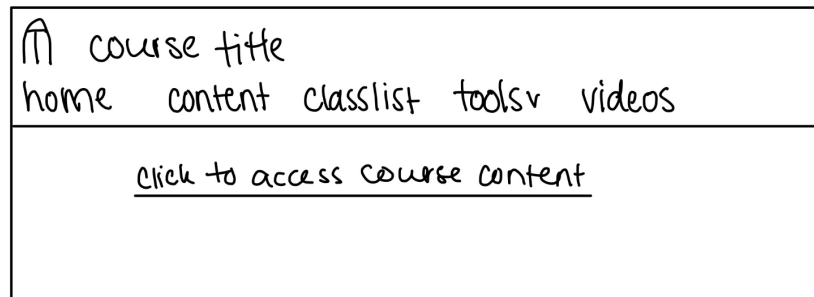 course title
home content classlist tools videos
click to access course content